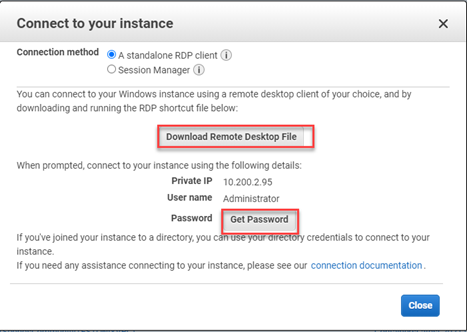 Connect to your instance
Connection method A standalone RDP client
Session Manager
You can connect to your Windows instance using a remote desktop client of your choice, and by
downloading and running the RDP shortcut file below:
Download Remote Desktop File
When prompted, connect to your instance using the following details:
Private IP 10.200.2.95
User name Administrator
Password Get Password
If you've joined your instance to a directory, you can use your directory credentials to connect to your
instance.
If you need any assistance connecting to your instance, please see our connection documentation .
Close